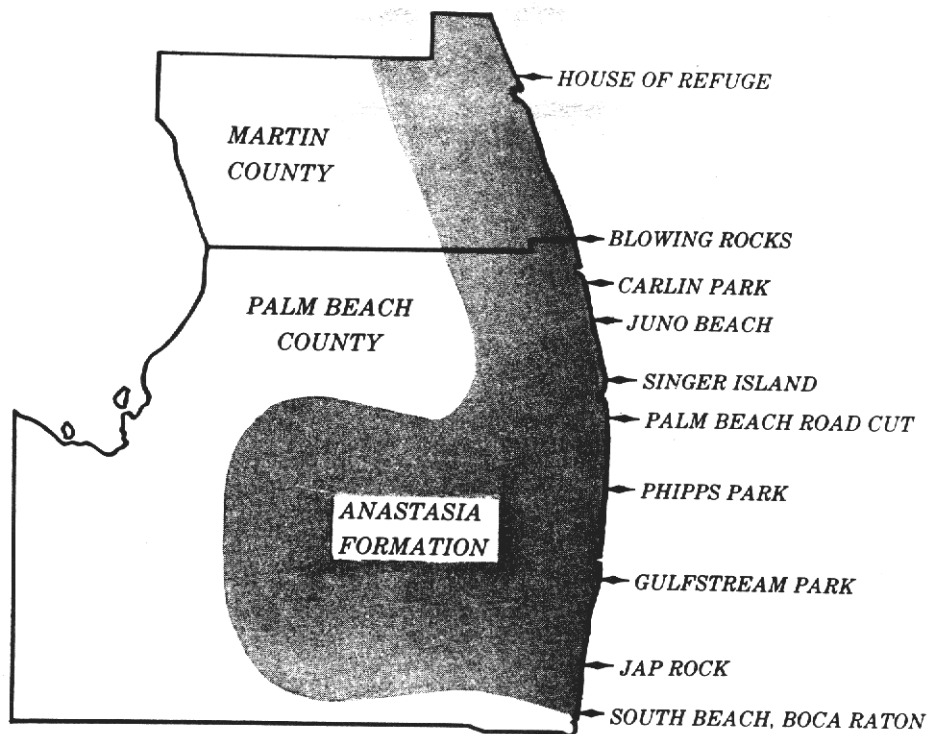 HOUSE OF REFUGE
MARTIN
COUNTY
BLOWING ROCKS
CARLIN PARK
PALM BEACH
COUNTY
JUNO BEACH
SINGER ISLAND
PALM BEACH ROAD CUT
PHIPPS PARK
ANASTASIA
FORMATION
GULFSTREAM PARK
JAP ROCK
SOUTH BEACH, BOCA RATON